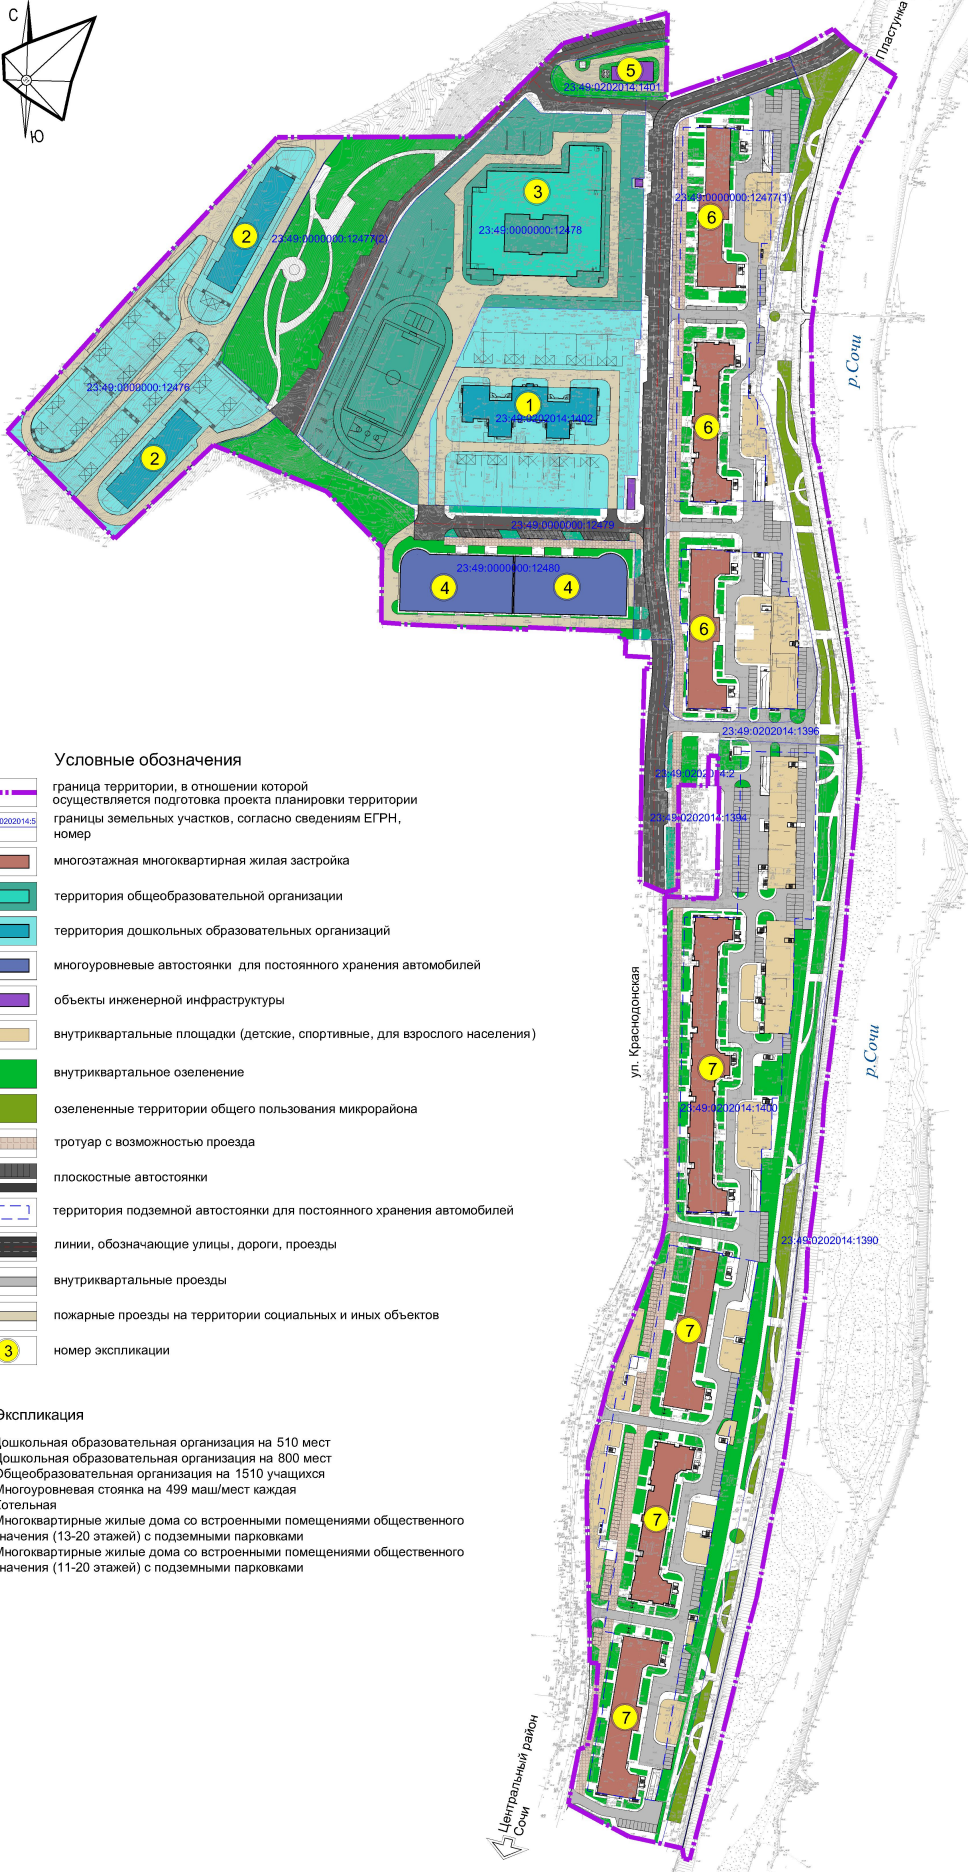 С
Ю
Пластунка
5
23:49:0202014:1401
3
23:49:0000000:12478
2
23:49:0000000:12477(2)
23:49:0000000:12477(1)
6
23:49:0000000:12476
2
1
23:49:0202014:1402
6
р.Сочи
23:49:0000000:12479
23:49:0000000:12480
4
4
6
23:49:0202014:1396
23:49:0202014:2
23:49:0202014:1394
ул. Краснодонская
р.Сочи
7
23:49:0202014:1400
23:49:0202014:1390
7
7
7
Центральный район
Сочи
Условные обозначения
граница территории, в отношении которой
осуществляется подготовка проекта планировки территории
0202014:5
границы земельных участков, согласно сведениям ЕГРН,
номер
многоэтажная многоквартирная жилая застройка
территория общеобразовательной организации
территория дошкольных образовательных организаций
многоуровневые автостоянки для постоянного хранения автомобилей
объекты инженерной инфраструктуры
внутриквартальные площадки (детские, спортивные, для взрослого населения)
внутриквартальное озеленение
озелененные территории общего пользования микрорайона
тротуар с возможностью проезда
плоскостные автостоянки
территория подземной автостоянки для постоянного хранения автомобилей
линии, обозначающие улицы, дороги, проезды
внутриквартальные проезды
пожарные проезды на территории социальных и иных объектов
3
номер экспликации
Экспликация
Дошкольная образовательная организация на 510 мест
Дошкольная образовательная организация на 800 мест
Общеобразовательная организация на 1510 учащихся
Многоуровневая стоянка на 499 маш/мест каждая
Котельная
Многоквартирные жилые дома со встроенными помещениями общественного
значения (13-20 этажей) с подземными парковками
Многоквартирные жилые дома со встроенными помещениями общественного
значения (11-20 этажей) с подземными парковками